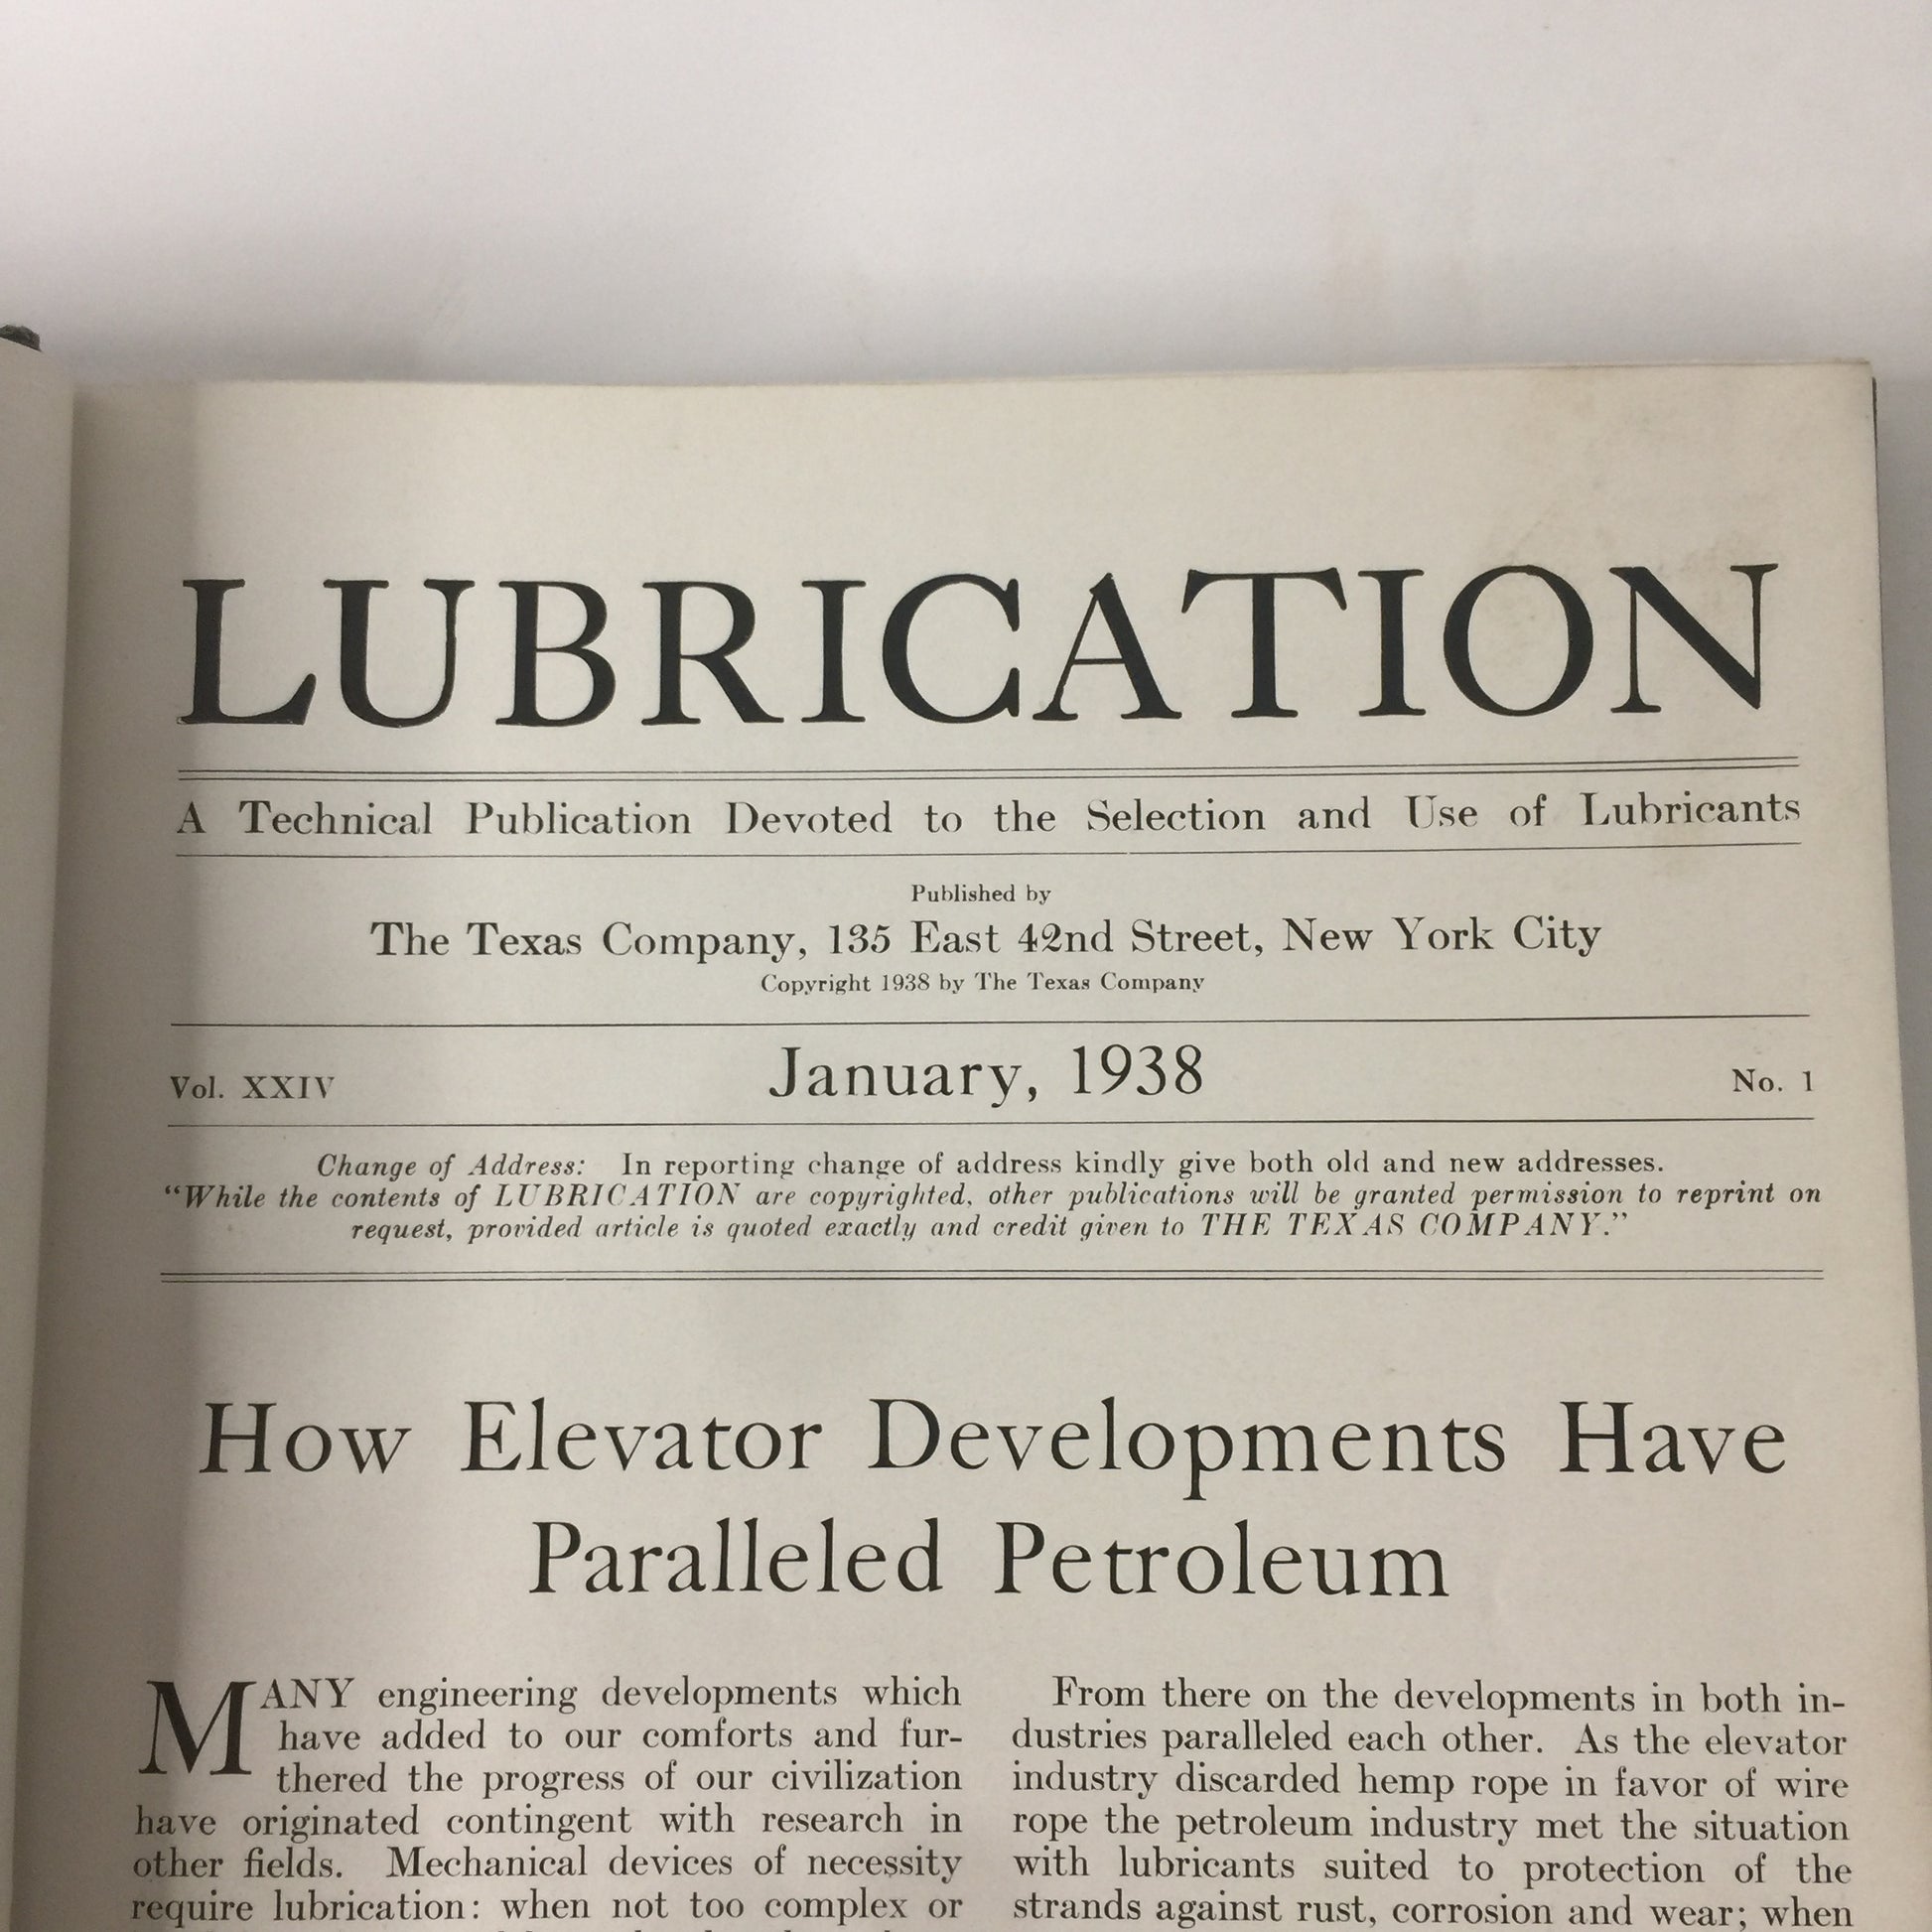 LUBRICATION
A Technical Publication Devoted to the Selection and Use of Lubricants
Published by
The Texas Company, 135 East 42nd Street, New York City
Copyright 1938 by The Texas Company
Vol. XXIV January, 1938 No. 1
Change of Address: In reporting change of address kindly give both old and new addresses.
“While the contents of LUBRICATION are copyrighted, other publications will be granted permission to reprint on
request, provided article is quoted exactly and credit given to THE TEXAS COMPANY.”
How Elevator Developments Have
Paralleled Petroleum
MANY engineering developments which
have added to our comforts and fur-
thered the progress of our civilization
have originated contingent with research in
other fields. Mechanical devices of necessity
require lubrication: when not too complex or
From there on the developments in both in-
dustries paralleled each other. As the elevator
industry discarded hemp rope in favor of wire
rope the petroleum industry met the situation
with lubricants suited to protection of the
strands against rust, corrosion and wear; when